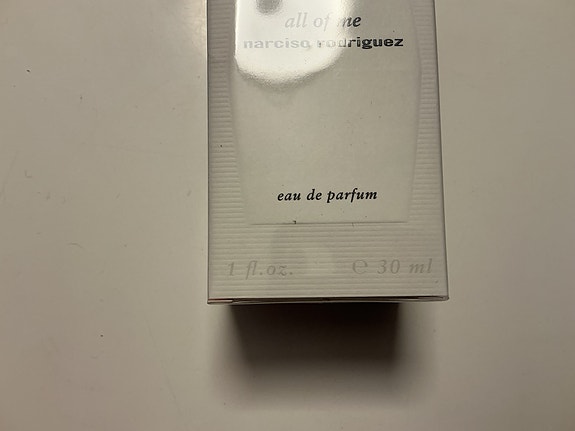 all of me
narciso rodriguez
eau de parfum
1 fl.oz. ℮ 30 ml